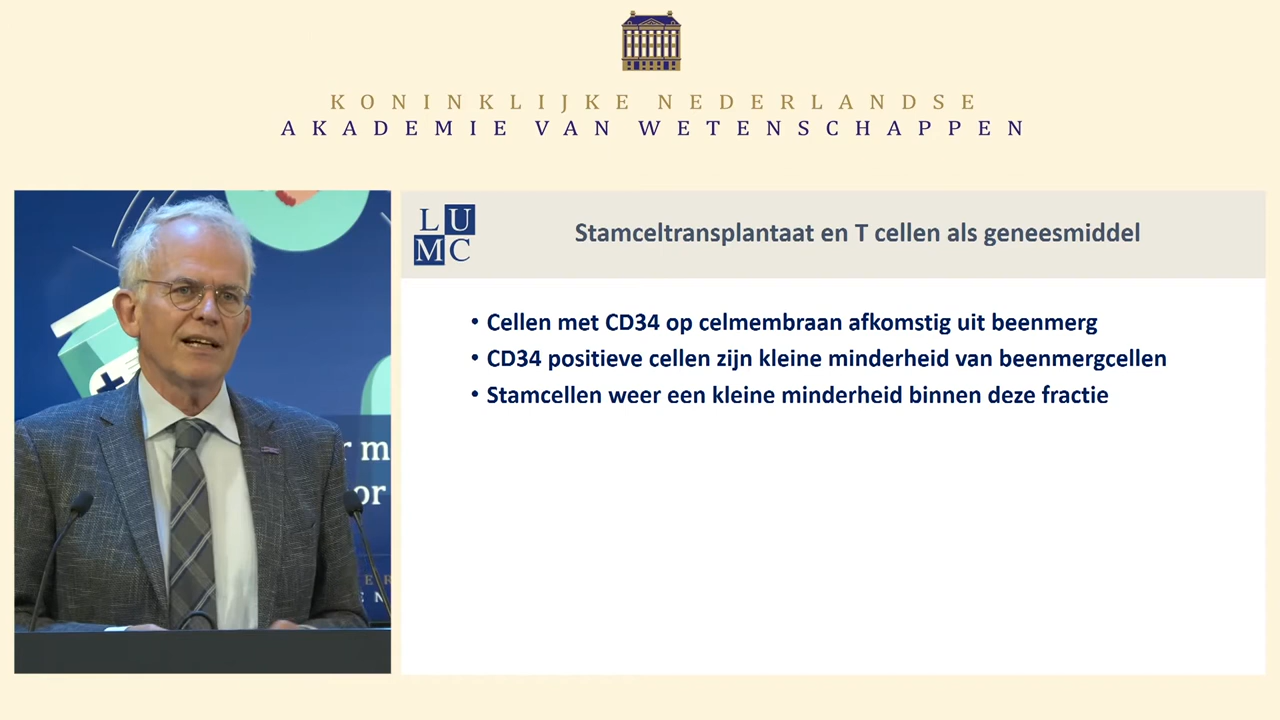 KONINKLIJKE NEDERLANDSE
AKADEMIE VAN WETENSCHAPPEN
LU
MC
Stamceltransplantaat en T cellen als geneesmiddel
• Cellen met CD34 op celmembraan afkomstig uit beenmerg
• CD34 positieve cellen zijn kleine minderheid van beenmergcellen
• Stamcellen weer een kleine minderheid binnen deze fractie